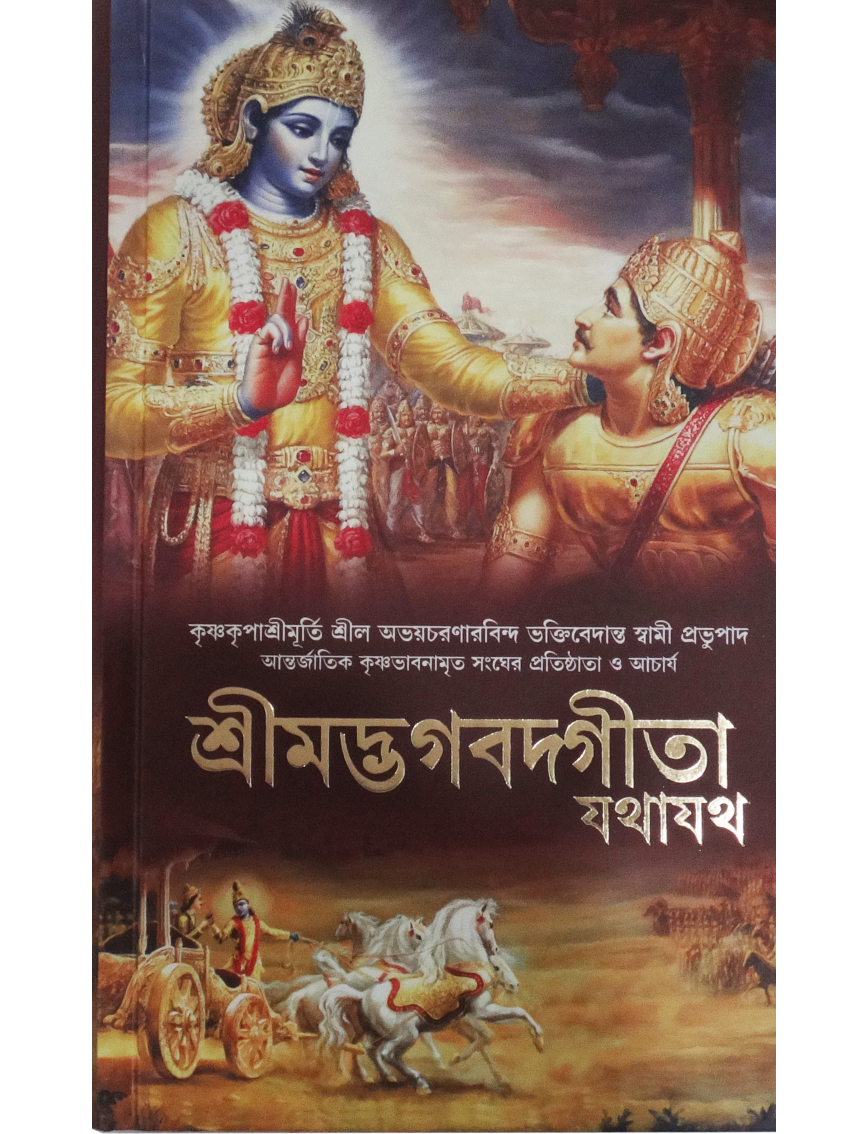 কৃষ্ণকৃপাশ্রীমূর্তি শ্রীল অভয়চরণারবিন্দ ভক্তিবেদান্ত স্বামী প্রভুপাদ
আন্তর্জাতিক কৃষ্ণভাবনামৃত সংঘের প্রতিষ্ঠাতা ও আচার্য
শ্রীমদ্ভগবদগীতা
যথাযথ